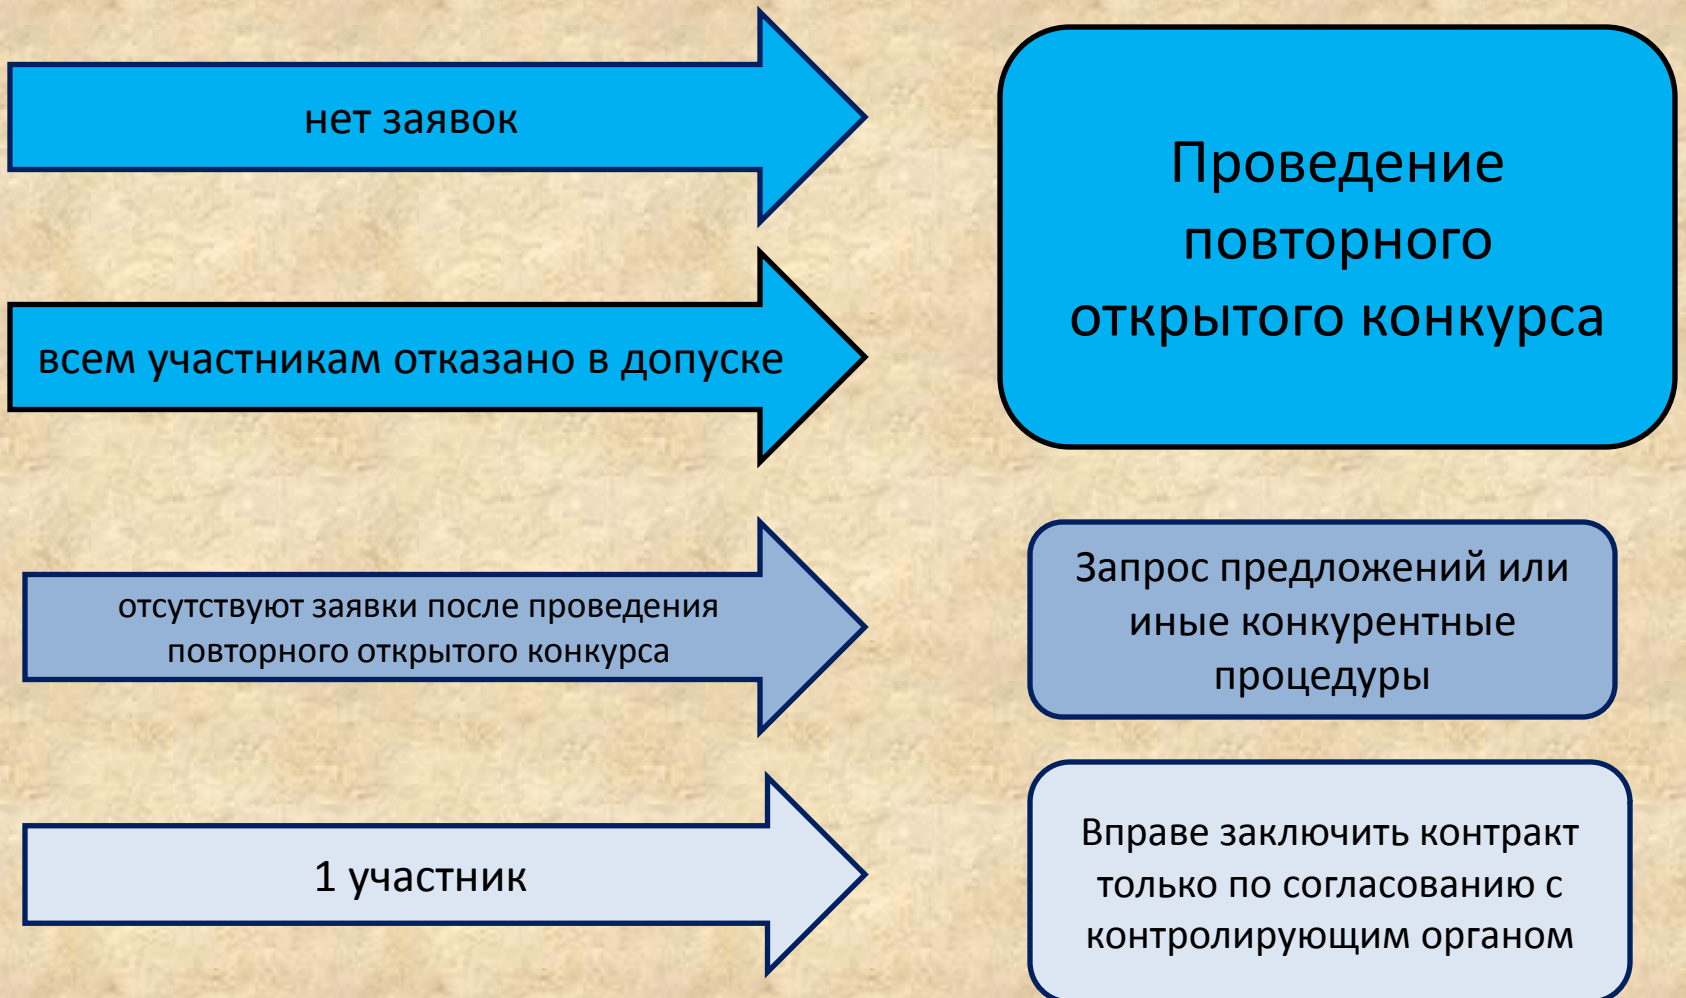 нет заявок
Проведение
повторного
открытого конкурса
всем участникам отказано в допуске
отсутствуют заявки после проведения
повторного открытого конкурса
Запрос предложений или
иные конкурентные
процедуры
1 участник
Вправе заключить контракт
только по согласованию с
контролирующим органом